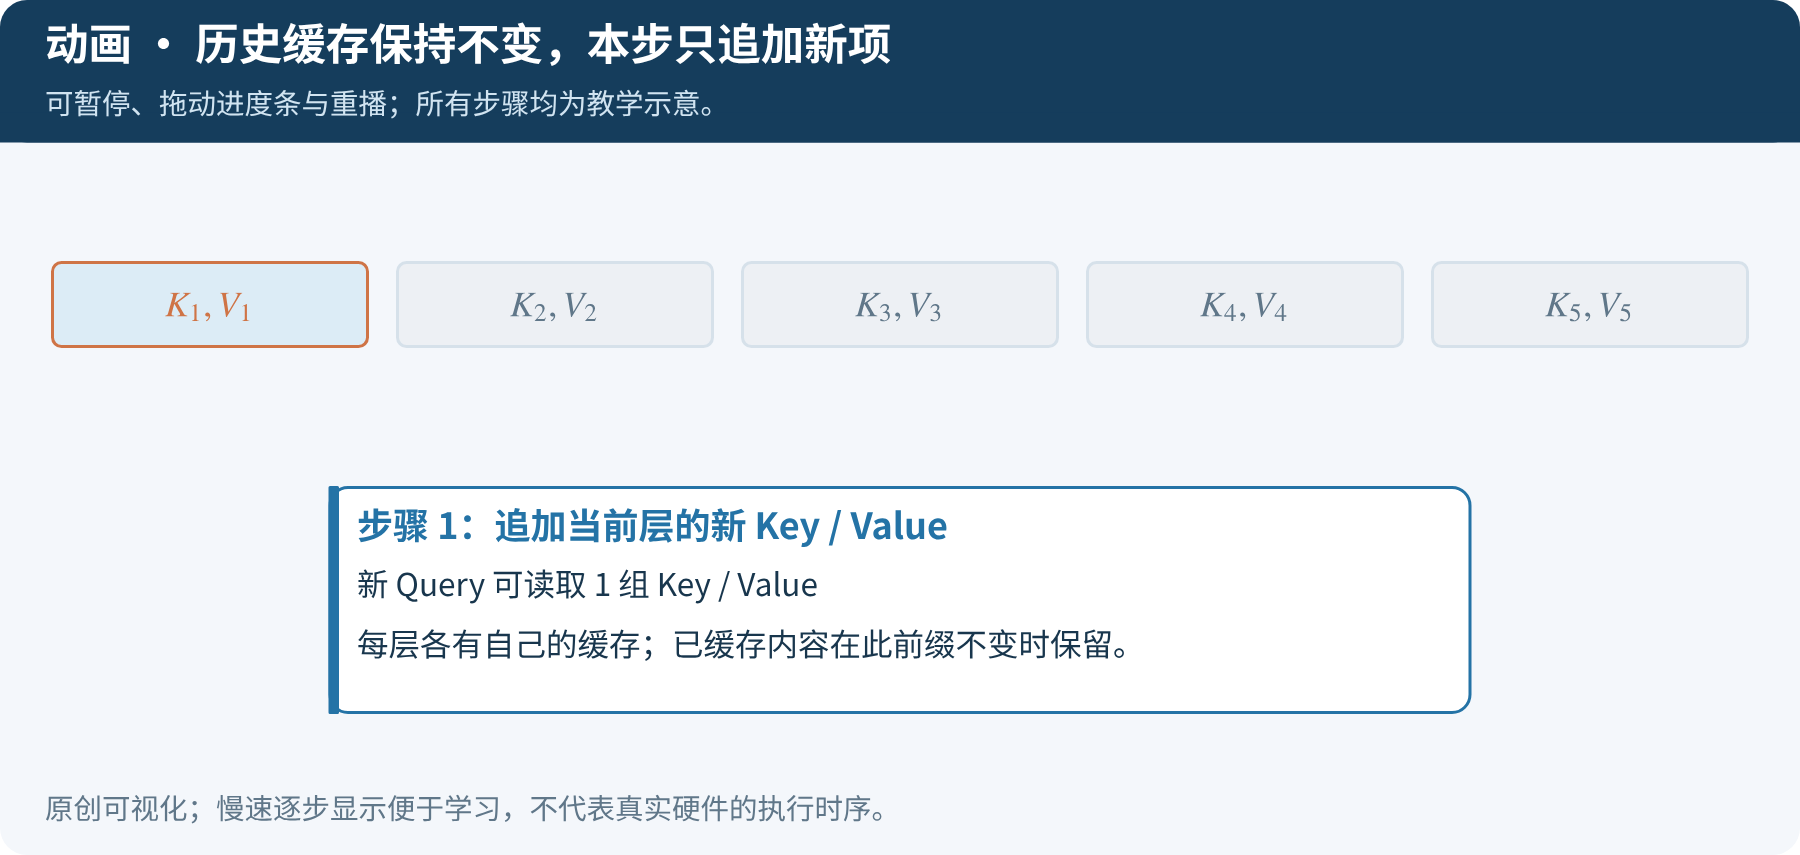 动画 · 历史缓存保持不变，本步只追加新项
可暂停、拖动进度条与重播；所有步骤均为教学示意。
K₁, V₁
K₂, V₂
K₃, V₃
K₄, V₄
K₅, V₅
步骤 1：追加当前层的新 Key / Value
新 Query 可读取 1 组 Key / Value
每层各有自己的缓存；已缓存内容在此前缀不变时保留。
原创可视化；慢速逐步显示便于学习，不代表真实硬件的执行时序。